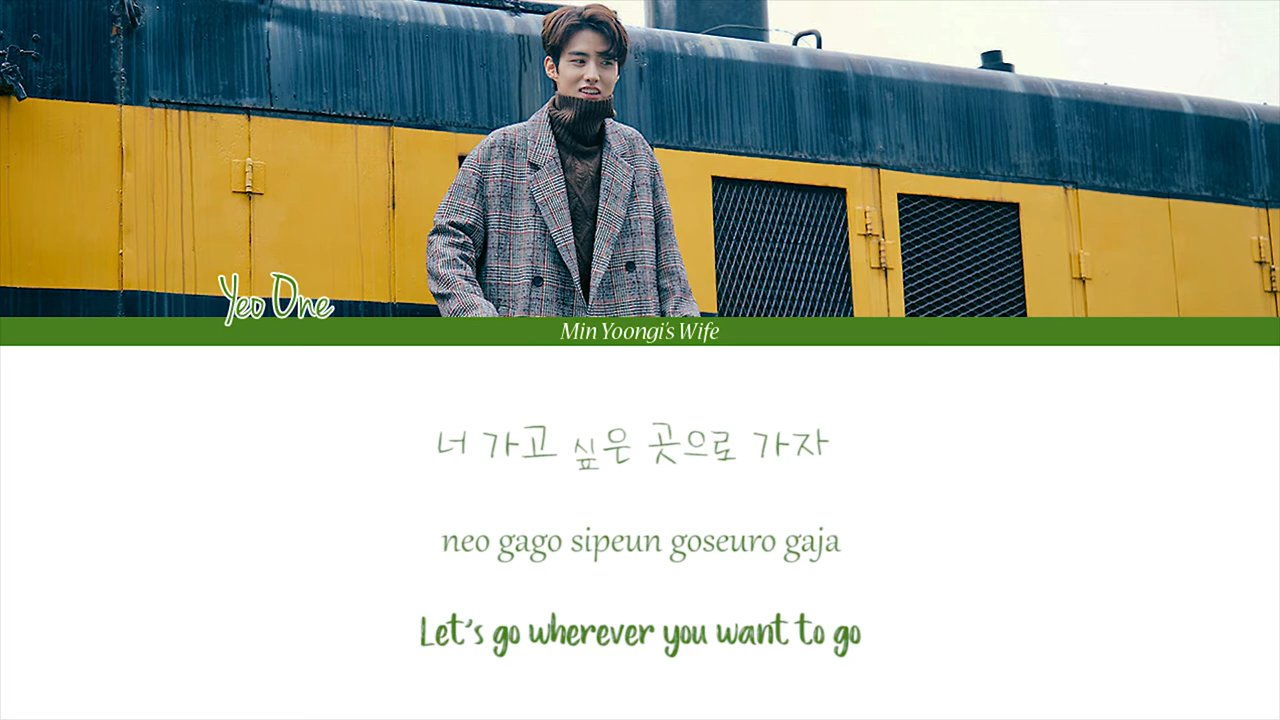 Yeo One
Min Yoongi's Wife
너 가고 싶은 곳으로 가자
neo gago sipeun goseuro gaja
Let's go wherever you want to go